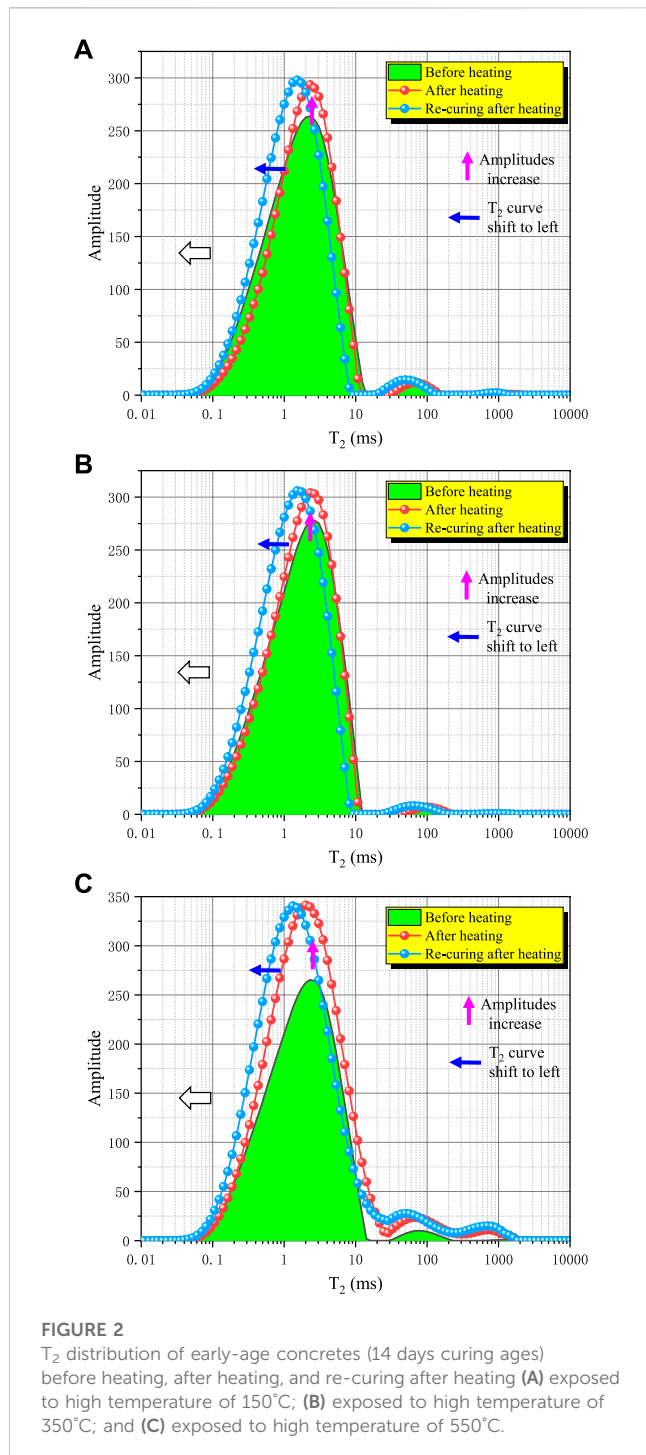 A
Before heating
After heating
Re-curing after heating
Amplitudes
increase
T₂ curve
shift to left
Amplitude
300
250
200
150
100
50
0
0.01 0.1 1 10 100 1000 10000
T₂ (ms)
B
Before heating
After heating
Re-curing after heating
Amplitudes
increase
T₂ curve
shift to left
Amplitude
300
250
200
150
100
50
0
0.01 0.1 1 10 100 1000 10000
T₂ (ms)
C
Before heating
After heating
Re-curing after heating
Amplitudes
increase
T₂ curve
shift to left
Amplitude
350
300
250
200
150
100
50
0
0.01 0.1 1 10 100 1000 10000
T₂ (ms)
FIGURE 2
T₂ distribution of early-age concretes (14 days curing ages)
before heating, after heating, and re-curing after heating (A) exposed
to high temperature of 150°C; (B) exposed to high temperature of
350°C; and (C) exposed to high temperature of 550°C.